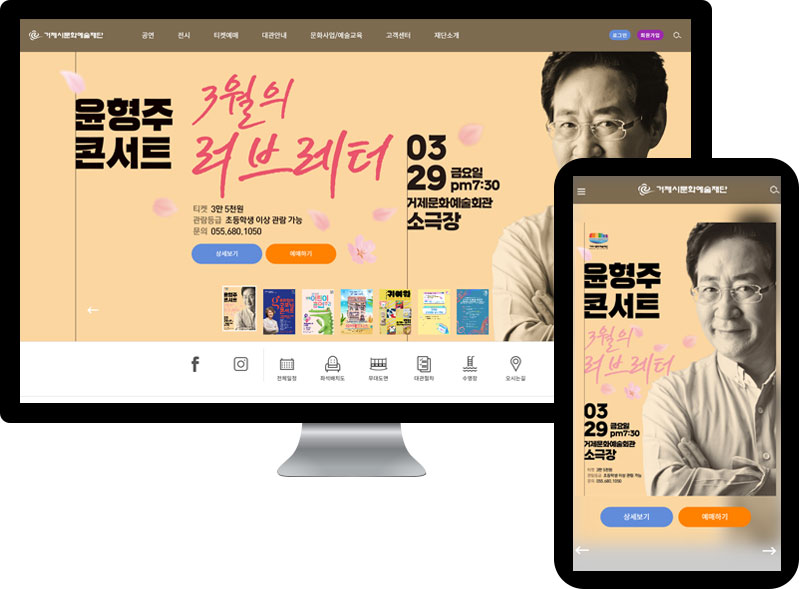 거제시문화예술재단
공연 전시 티켓예매 대관안내 문화사업/예술교육 고객센터 재단소개
로그인 회원가입
윤형주
콘서트
3월의
러브레터
03
29 금요일
pm7:30
거제문화예술회관
소극장
티켓 3만 5천원
관람등급 초등학생 이상 관람 가능
문의 055.680.1050
상세보기 예매하기
전체일정 좌석배치도 무대도면 대관절차 수영장 오시는길
거제시문화예술재단
윤형주
콘서트
3월의
러브레터
03
29 금요일
pm7:30
거제문화예술회관
소극장
티켓 3만 5천원
관람등급 초등학생 이상 관람 가능
문의 055.680.1050
상세보기 예매하기